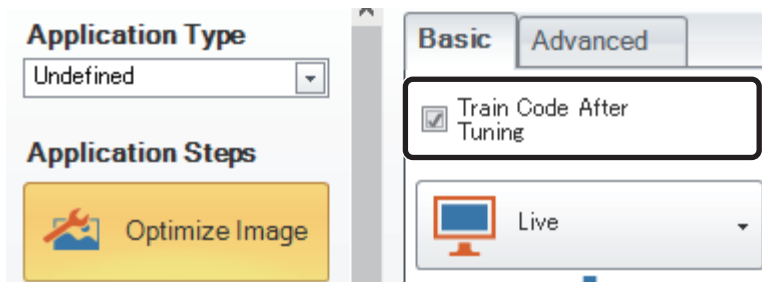 Application Type
Undefined
Application Steps
Optimize Image
Basic
Advanced
Train Code After
Tuning
Live